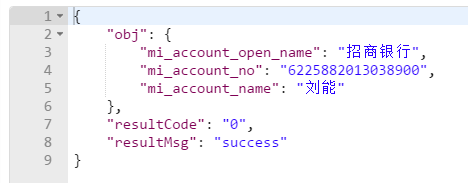 1 {
2 "obj": {
3 "mi_account_open_name": "招商银行",
4 "mi_account_no": "6225882013038900",
5 "mi_account_name": "刘能"
6 },
7 "resultCode": "0",
8 "resultMsg": "success"
9 }